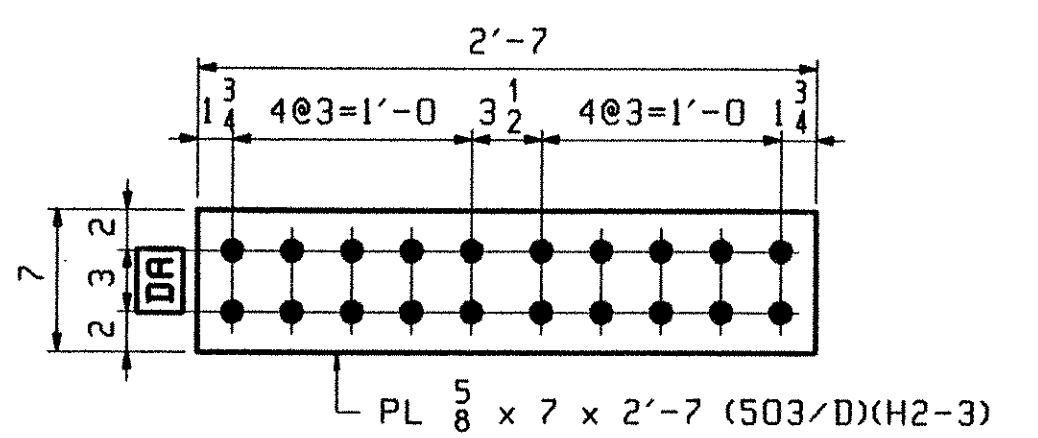 2'-7
1 3/4 4@3=1'-0 3 1/2 4@3=1'-0 1 3/4
7
2
3
2
DA
PL 5/8 x 7 x 2'-7 (503/D)(H2-3)